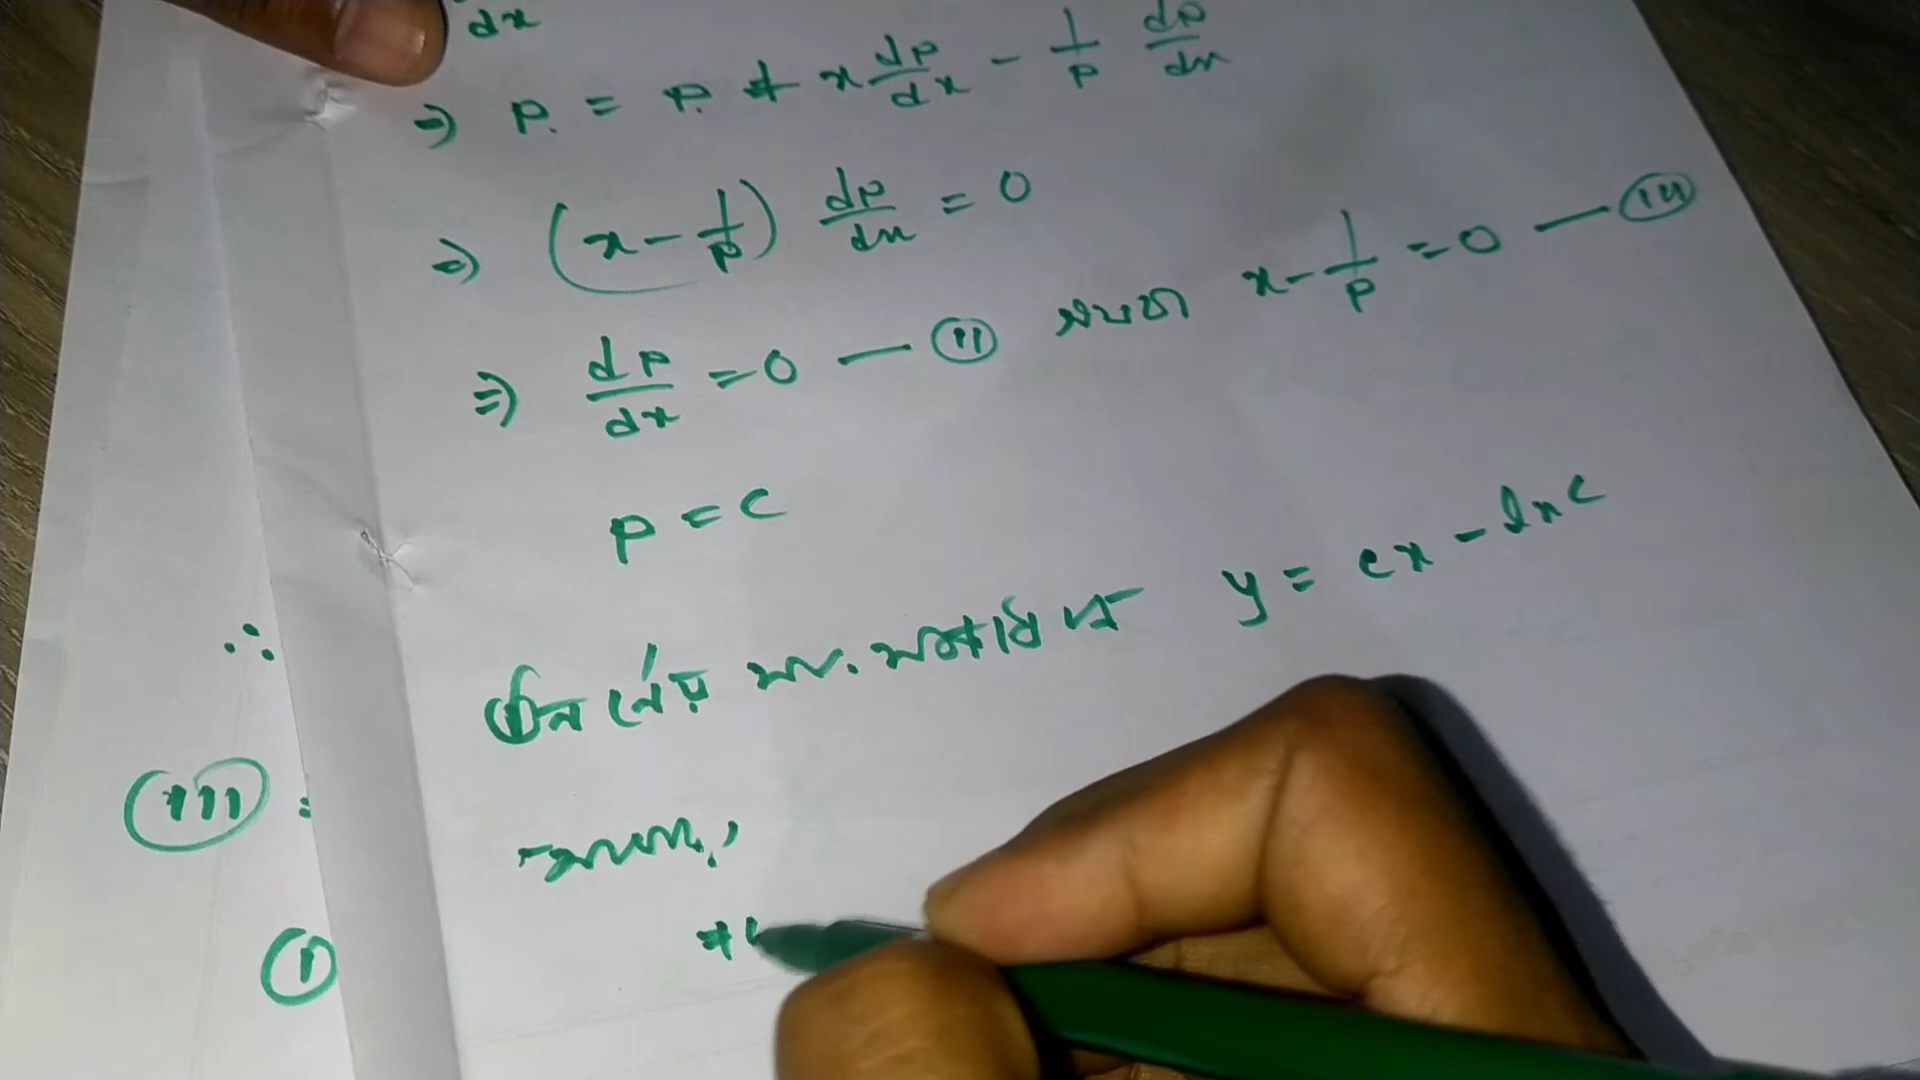 dx
⇒ P = P + x dp/dx - 1/P dp/dx
⇒ (x - 1/P) dp/dx = 0
⇒ dp/dx = 0 — (ii) অথবা x - 1/P = 0 — (iii)
P = c
∴ নির্ণেয় সা. সমাধান y = cx - ln c
(iii)
আবার,
(i)